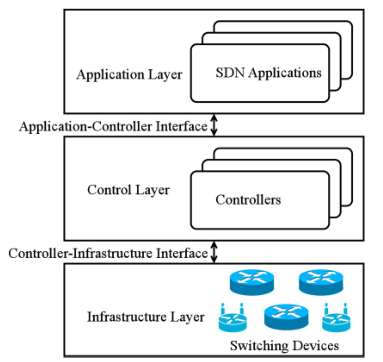 Application Layer
SDN Applications
Application-Controller Interface
Control Layer
Controllers
Controller-Infrastructure Interface
Infrastructure Layer
Switching Devices